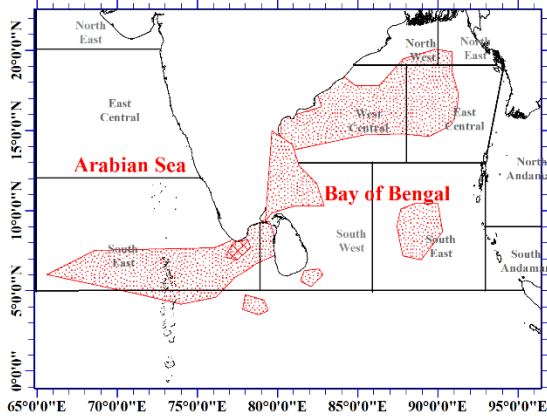 20°0'0"N
15°0'0"N
10°0'0"N
5°0'0"N
0°0'0"
North
East
North
West
North
East
East
Central
West
Central
East
Central
Arabian Sea
Bay of Bengal
North
Andaman
South
West
South
East
South
East
South
Andaman
65°0'0"E
70°0'0"E
75°0'0"E
80°0'0"E
85°0'0"E
90°0'0"E
95°0'0"E